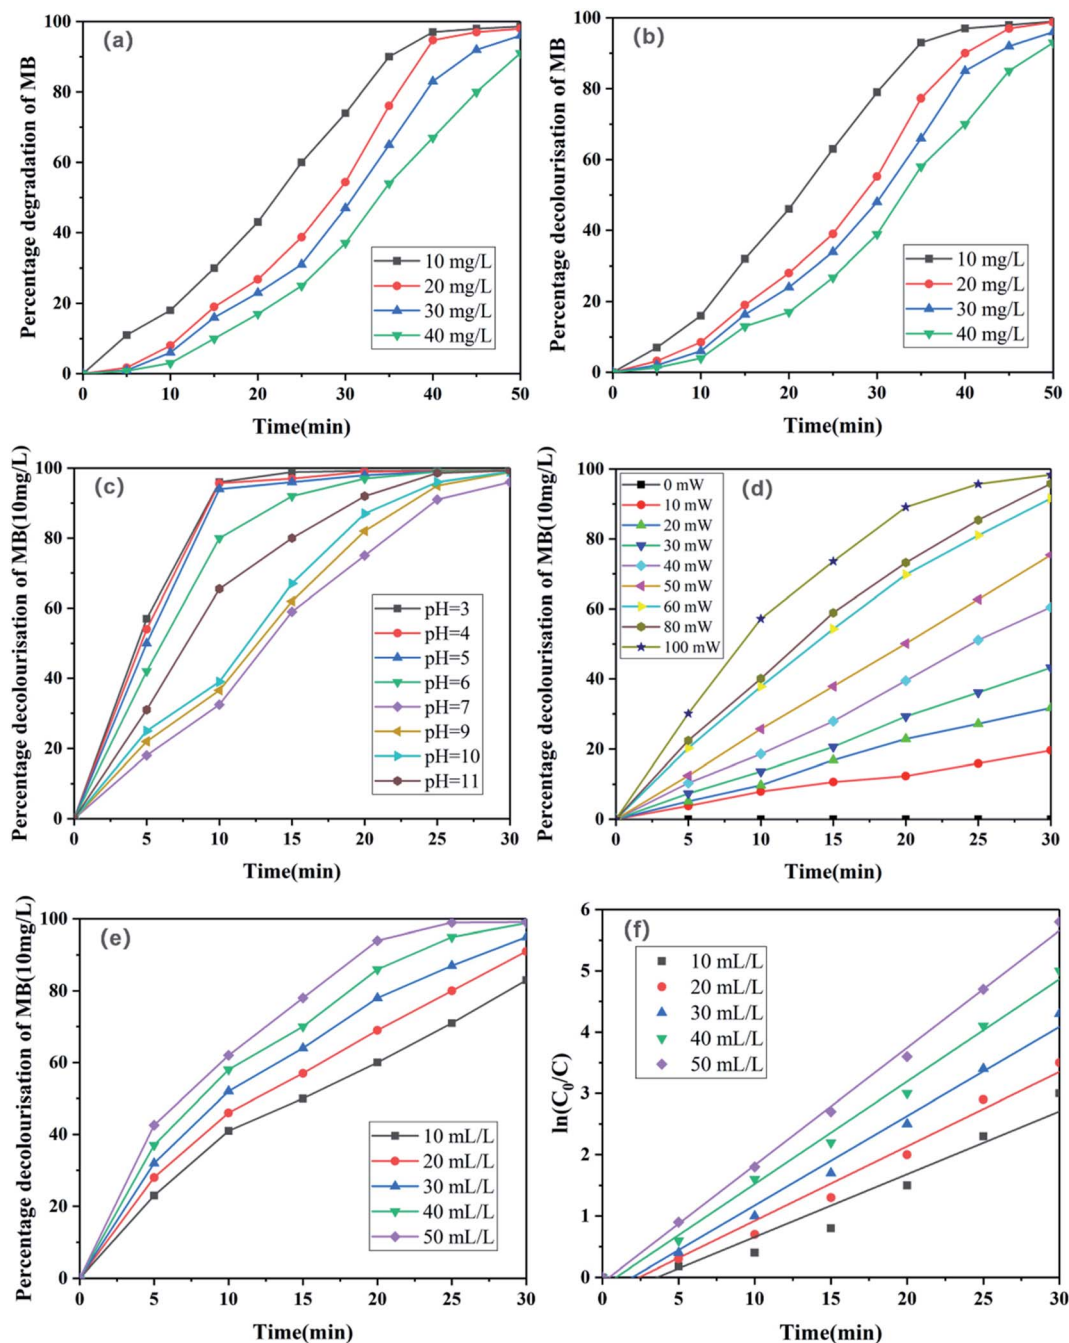 (a)
Percentage degradation of MB
100
80
60
40
20
0
10 mg/L
20 mg/L
30 mg/L
40 mg/L
0 10 20 30 40 50
Time(min)
(b)
Percentage decolourisation of MB
100
80
60
40
20
0
10 mg/L
20 mg/L
30 mg/L
40 mg/L
0 10 20 30 40 50
Time(min)
(c)
Percentage decolourisation of MB(10mg/L)
100
80
60
40
20
0
pH=3
pH=4
pH=5
pH=6
pH=7
pH=9
pH=10
pH=11
0 5 10 15 20 25 30
Time(min)
(d)
Percentage decolourisation of MB(10mg/L)
100
80
60
40
20
0
0 mW
10 mW
20 mW
30 mW
40 mW
50 mW
60 mW
80 mW
100 mW
0 5 10 15 20 25 30
Time(min)
(e)
Percentage decolourisation of MB(10mg/L)
100
80
60
40
20
0
10 mL/L
20 mL/L
30 mL/L
40 mL/L
50 mL/L
0 5 10 15 20 25 30
Time(min)
(f)
ln(C₀/C)
6
5
4
3
2
1
0
10 mL/L
20 mL/L
30 mL/L
40 mL/L
50 mL/L
0 5 10 15 20 25 30
Time(min)